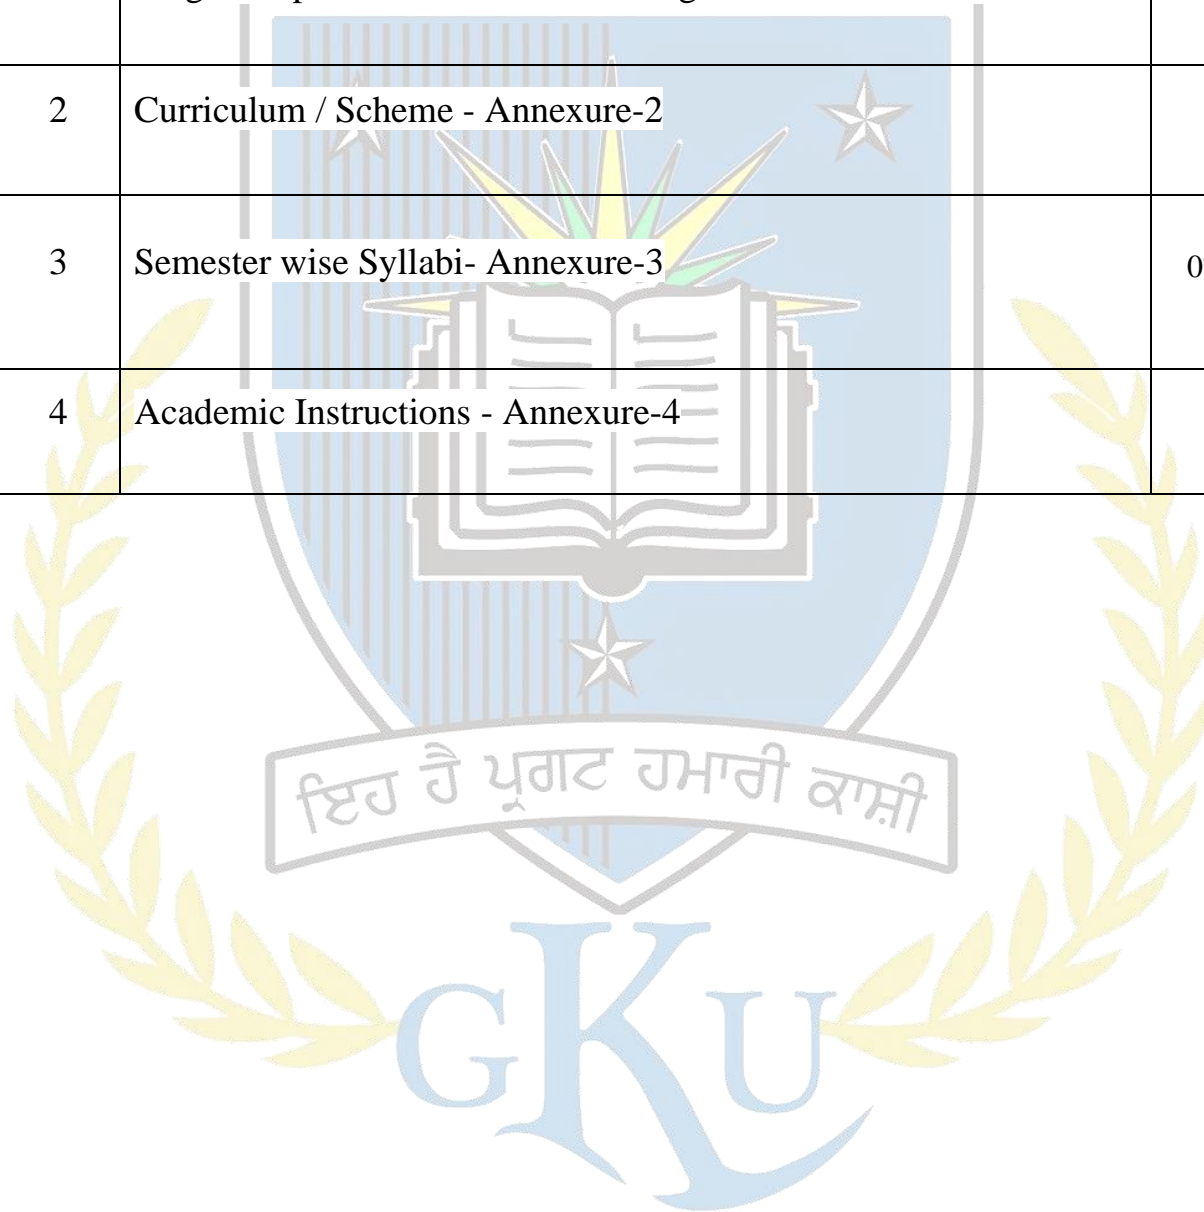 2 Curriculum / Scheme - Annexure-2
3 Semester wise Syllabi- Annexure-3 0
4 Academic Instructions - Annexure-4
ਇਹ ਹੈ ਪ੍ਰਗਟ ਹਮਾਰੀ ਕਾਸ਼ੀ
GKU